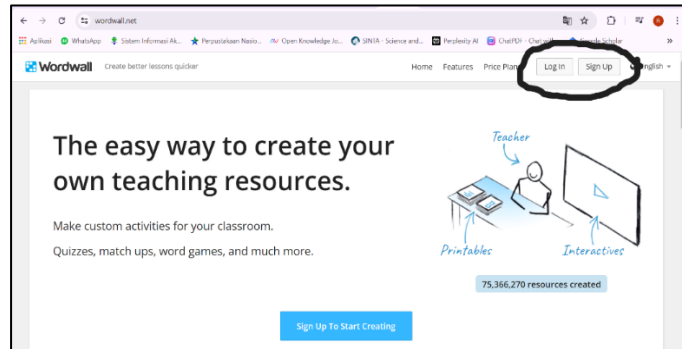 wordwall.net
Aplikasi WhatsApp Sistem Informasi Ak... Perpustakaan Nasio... Open Knowledge Jo... SINTA - Science and... Perplexity AI ChatPDF - Chat with Google Scholar »
Wordwall Create better lessons quicker Home Features Price Plans Log In Sign Up English
The easy way to create your
own teaching resources.
Make custom activities for your classroom.
Quizzes, match ups, word games, and much more.
Teacher
Printables Interactives
75,366,270 resources created
Sign Up To Start Creating